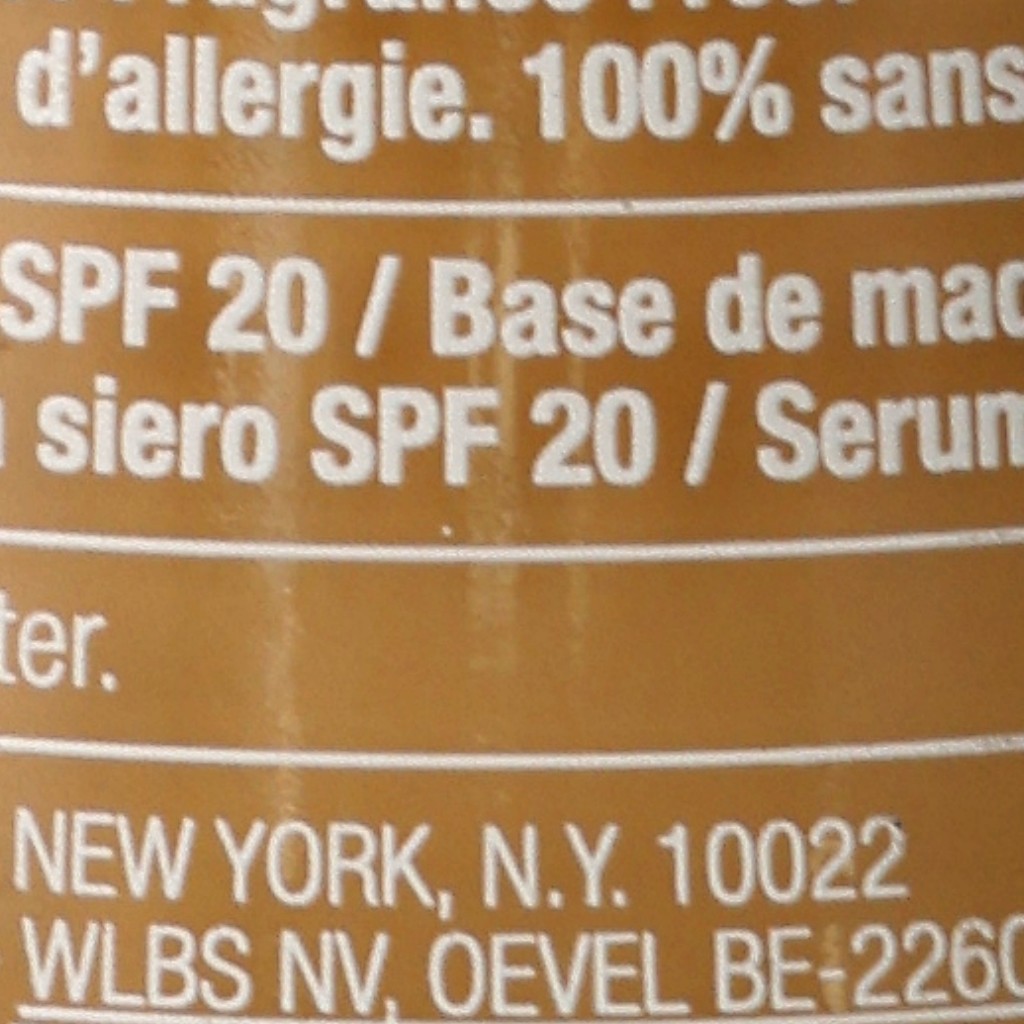 d'allergie. 100% sans
SPF 20 / Base de
siero SPF 20 / Serum
NEW YORK, N.Y. 10022
WLBS NV, OEVEL BE-2260